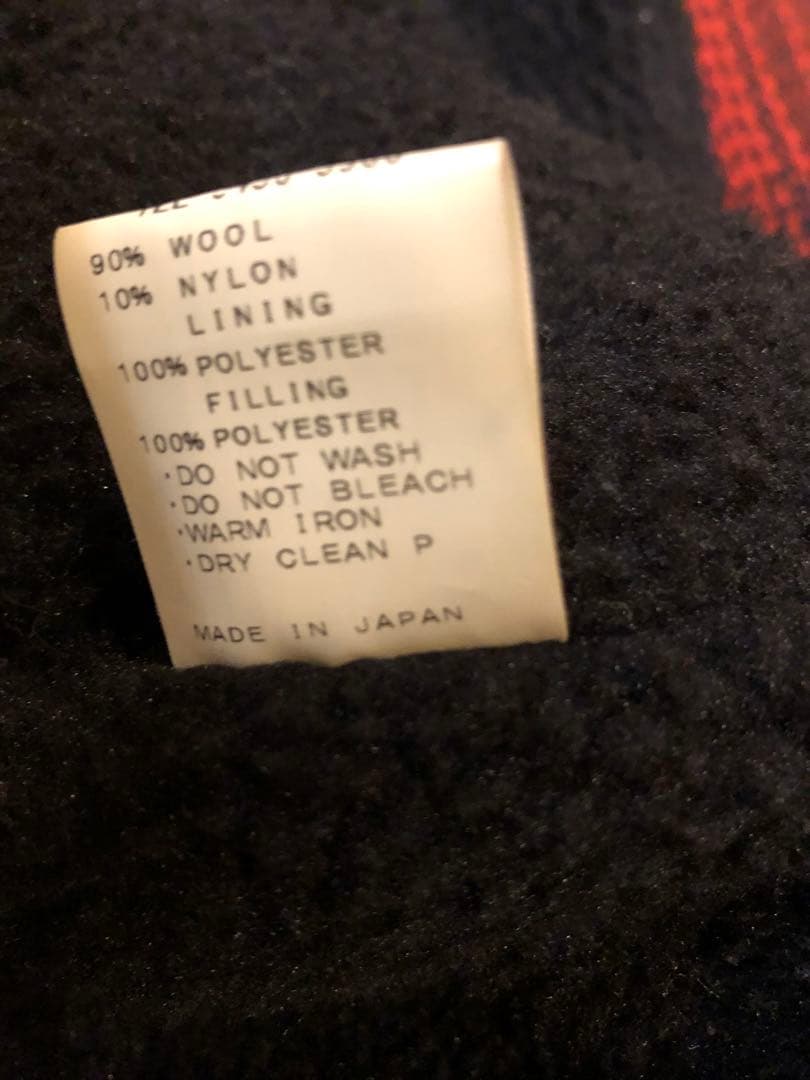 90% WOOL
10% NYLON
LINING
100% POLYESTER
FILLING
100% POLYESTER
·DO NOT WASH
·DO NOT BLEACH
·WARM IRON
·DRY CLEAN P
MADE IN JAPAN